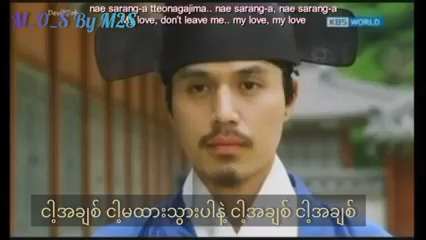 nae sarang-a tteonagajima.. nae sarang-a, nae sarang-a
my love, don't leave me.. my love, my love
M_O_S By M2S
KBS WORLD
ငါ့အချစ် ငါ့မထားသွားပါနဲ့ ငါ့အချစ် ငါ့အချစ်